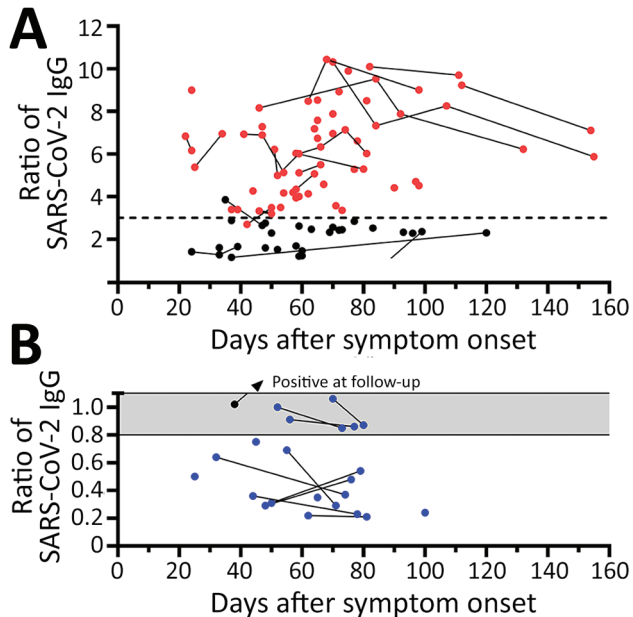 A
Ratio of
SARS-CoV-2 IgG
12
10
8
6
4
2
0 20 40 60 80 100 120 140 160
Days after symptom onset
B
Positive at follow-up
Ratio of
SARS-CoV-2 IgG
1.0
0.8
0.6
0.4
0.2
0
0 20 40 60 80 100 120 140 160
Days after symptom onset